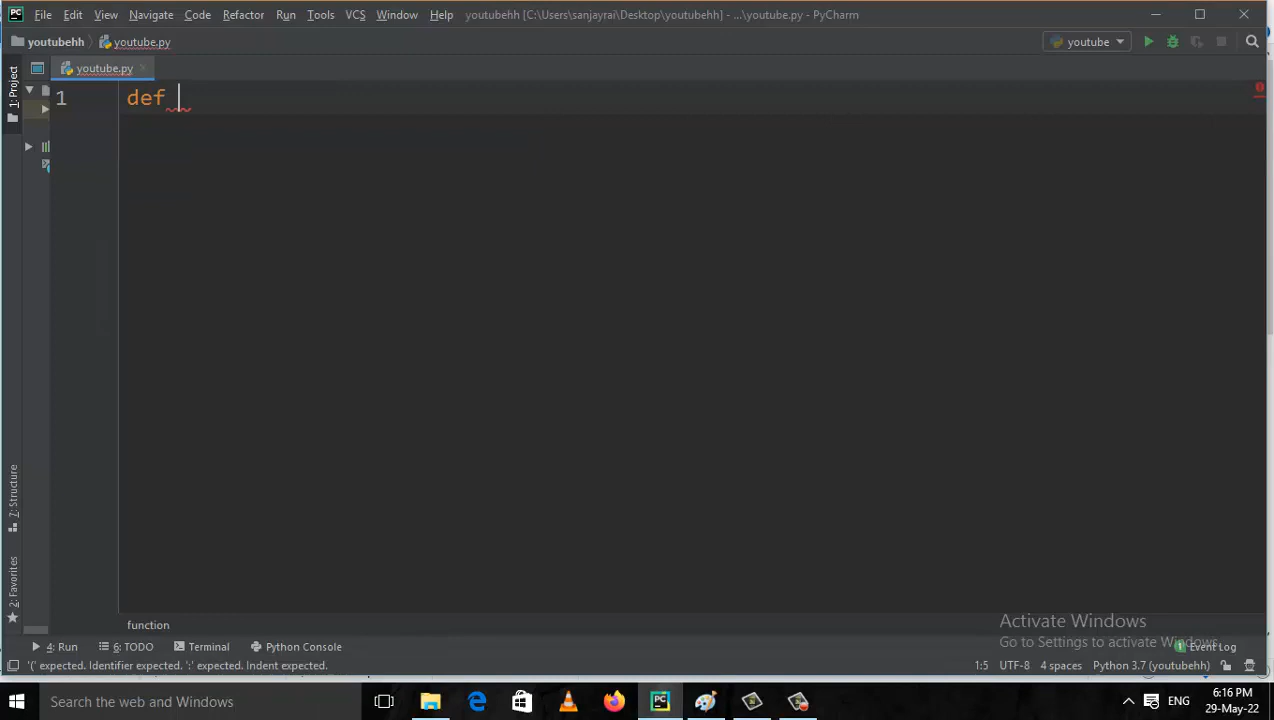 File Edit View Navigate Code Refactor Run Tools VCS Window Help youtubehh [C:\Users\sanjayrai\Desktop\youtubehh] - ...\youtube.py - PyCharm
youtubehh youtube.py youtube
1: Project
youtube.py
1 def
7: Structure
2: Favorites
function
Activate Windows
Go to Settings to activate Windows.
4: Run 6: TODO Terminal Python Console 1 Event Log
'(' expected. Identifier expected. ':' expected. Indent expected. 1:5 UTF-8 4 spaces Python 3.7 (youtubehh)
Search the web and Windows ENG 6:16 PM
29-May-22